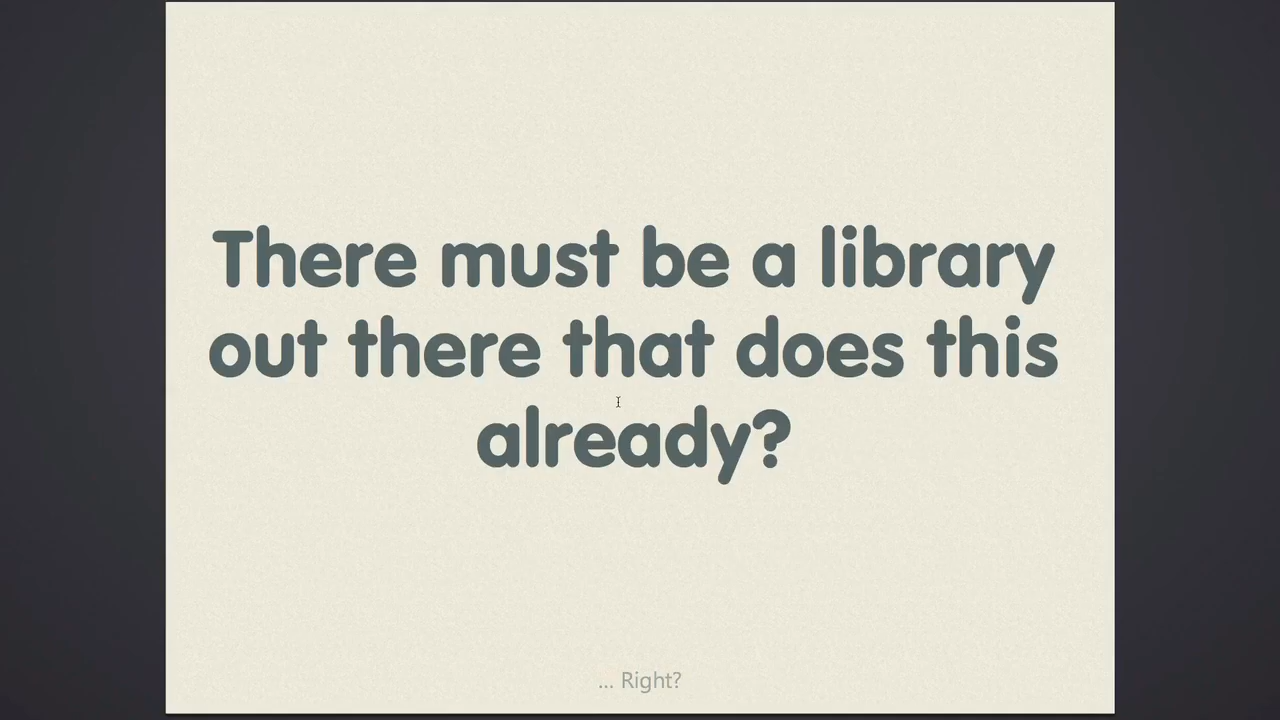 There must be a library
out there that does this
already?
... Right?